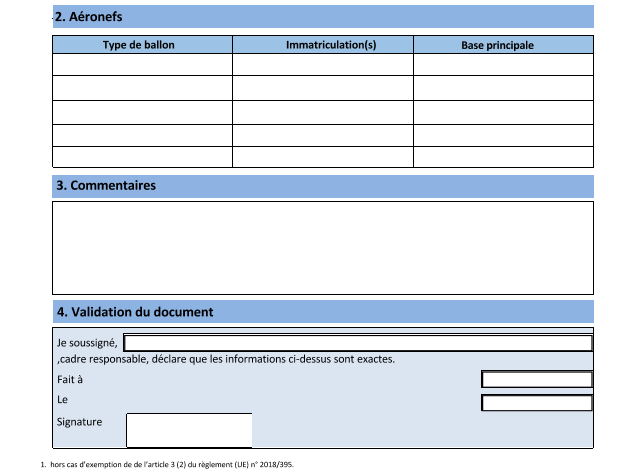 2. Aéronefs
Type de ballon Immatriculation(s) Base principale
3. Commentaires
4. Validation du document
Je soussigné,
,cadre responsable, déclare que les informations ci-dessus sont exactes.
Fait à
Le
Signature
1. hors cas d'exemption de de l'article 3 (2) du règlement (UE) n° 2018/395.